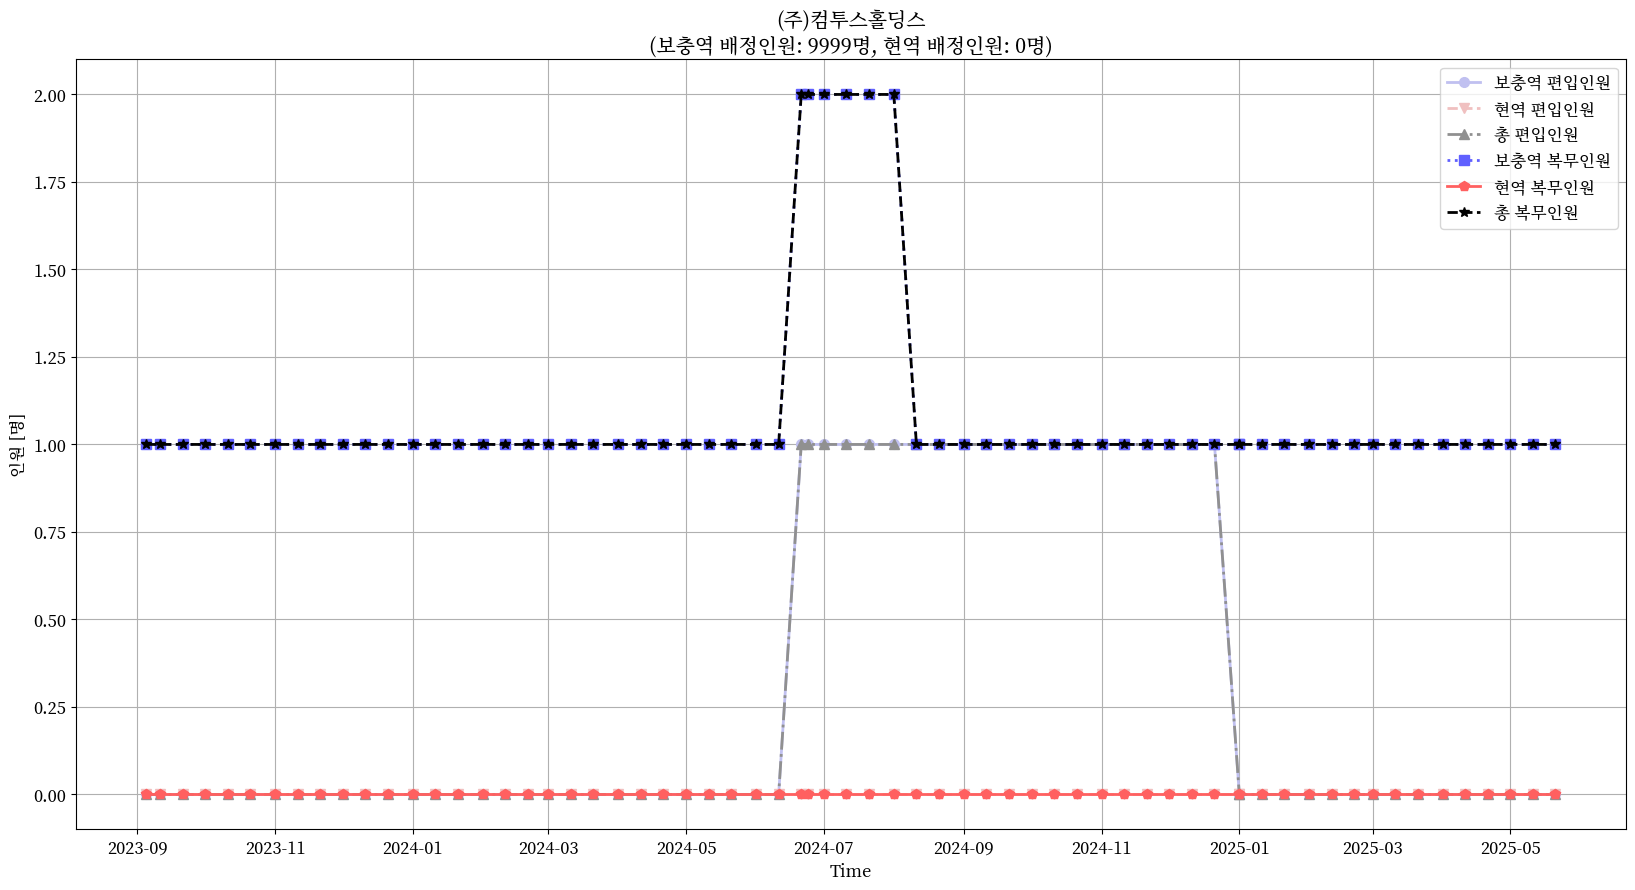 (주)컴투스홀딩스
(보충역 배정인원: 9999명, 현역 배정인원: 0명)
보충역 편입인원
현역 편입인원
총 편입인원
보충역 복무인원
현역 복무인원
총 복무인원
인원 [명]
2.00
1.75
1.50
1.25
1.00
0.75
0.50
0.25
0.00
2023-09 2023-11 2024-01 2024-03 2024-05 2024-07 2024-09 2024-11 2025-01 2025-03 2025-05
Time